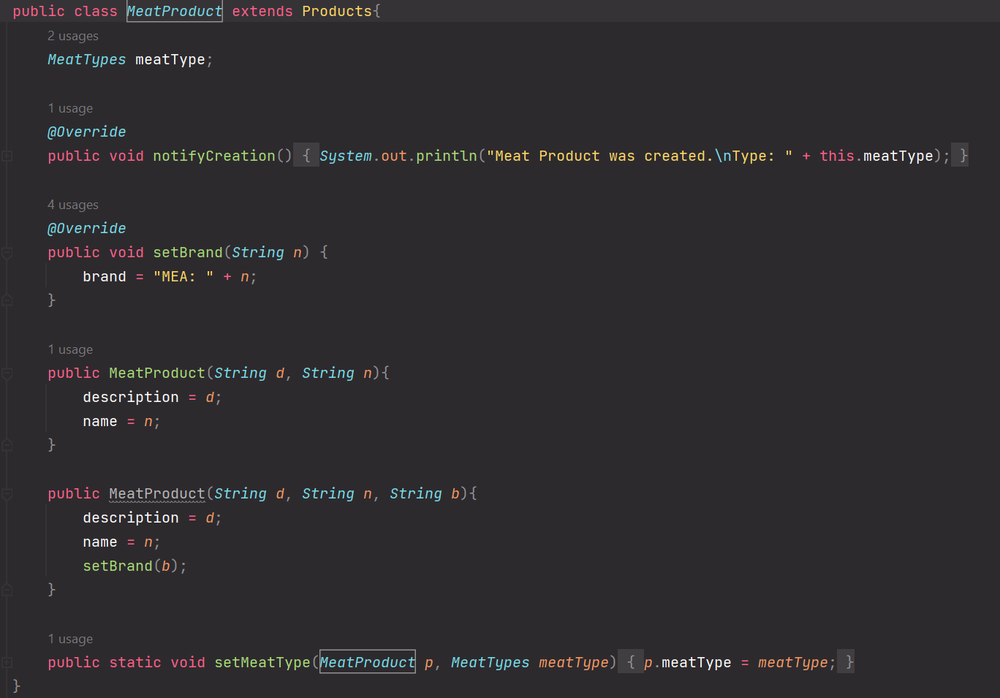 public class MeatProduct extends Products{
2 usages
MeatTypes meatType;
1 usage
@Override
public void notifyCreation() { System.out.println("Meat Product was created.\nType: " + this.meatType); }
4 usages
@Override
public void setBrand(String n) {
brand = "MEA: " + n;
}
1 usage
public MeatProduct(String d, String n){
description = d;
name = n;
}
public MeatProduct(String d, String n, String b){
description = d;
name = n;
setBrand(b);
}
1 usage
public static void setMeatType(MeatProduct p, MeatTypes meatType) { p.meatType = meatType; }
}